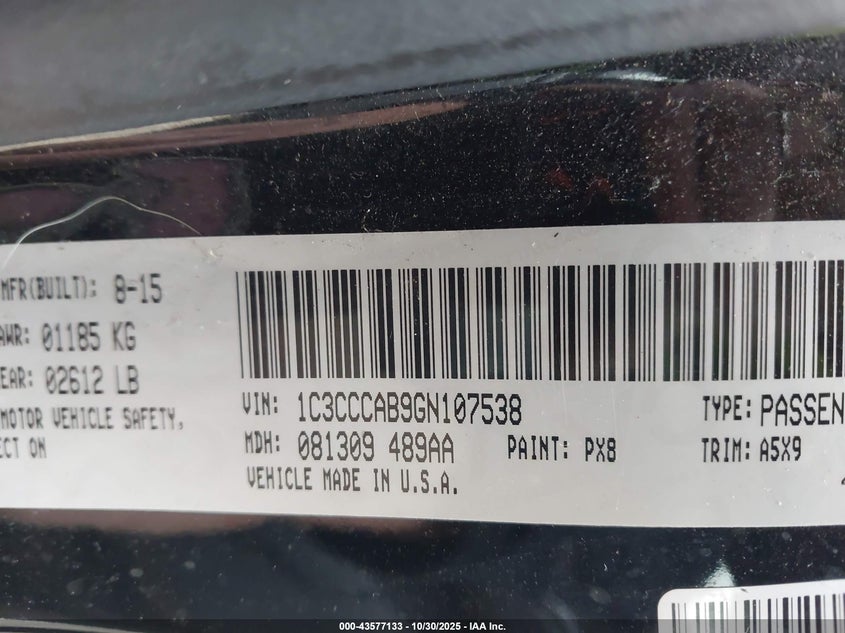 MFR(BUILT): 8-15
AWR: 01185 KG
EAR: 02612 LB
MOTOR VEHICLE SAFETY,
ECT ON
VIN: 1C3CCCAB9GN107538
TYPE: PASSEN
MDH: 081309 489AA
PAINT: PX8
TRIM: A5X9
VEHICLE MADE IN U.S.A.
000-43577133 - 10/30/2025 - IAA Inc.